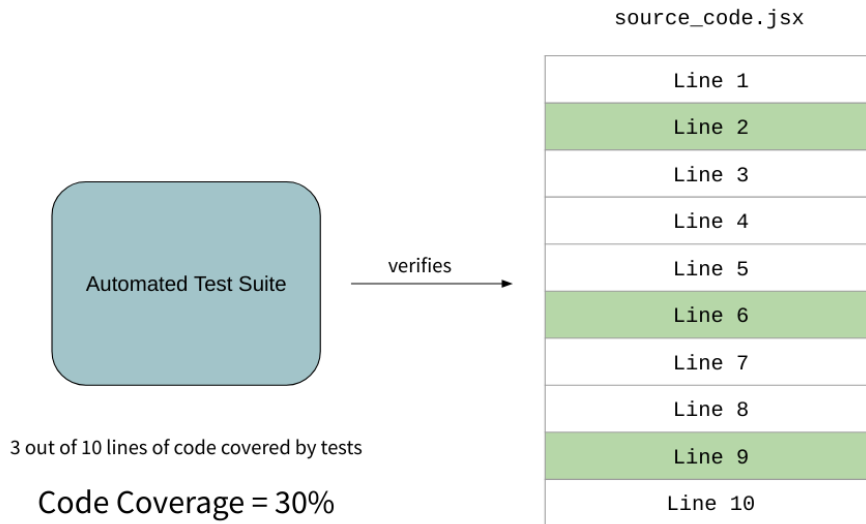 source_code.jsx
Line 1
Line 2
Line 3
Line 4
Line 5
Line 6
Line 7
Line 8
Line 9
Line 10
Automated Test Suite
verifies
3 out of 10 lines of code covered by tests
Code Coverage = 30%